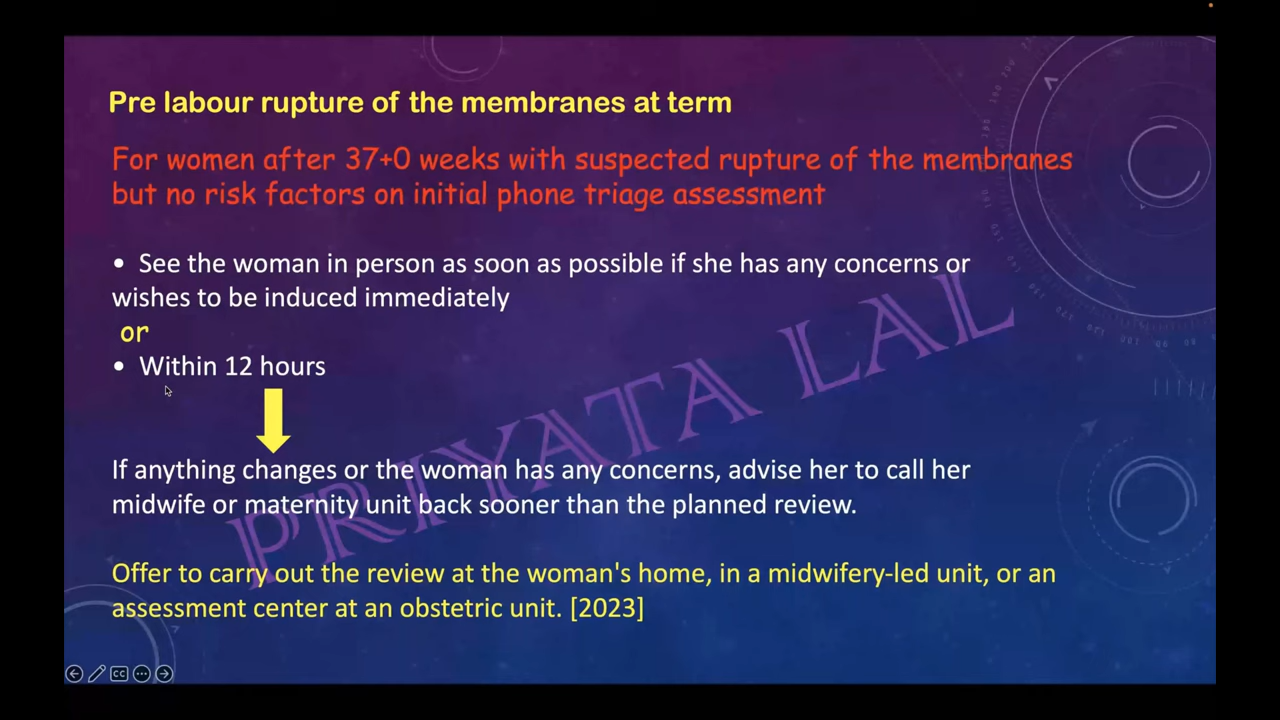 Pre labour rupture of the membranes at term
For women after 37+0 weeks with suspected rupture of the membranes
but no risk factors on initial phone triage assessment
• See the woman in person as soon as possible if she has any concerns or
wishes to be induced immediately
or
• Within 12 hours
If anything changes or the woman has any concerns, advise her to call her
midwife or maternity unit back sooner than the planned review.
Offer to carry out the review at the woman's home, in a midwifery-led unit, or an
assessment center at an obstetric unit. [2023]
PRIYATA LAL
CC